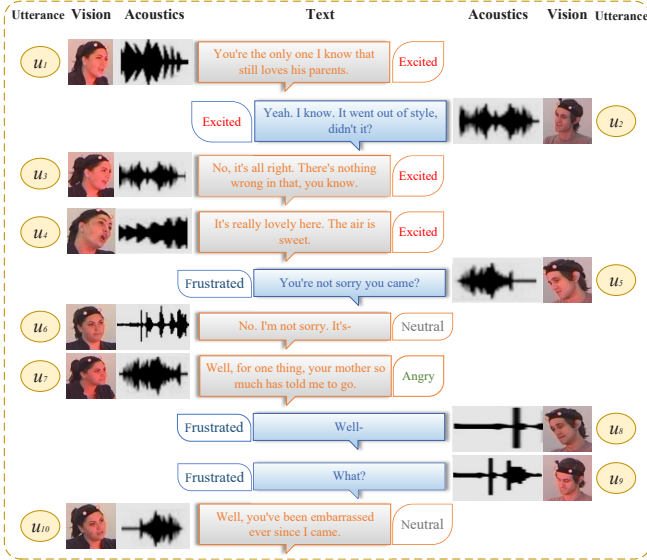 Utterance Vision Acoustics Text Acoustics Vision Utterance
u1
You're the only one I know that
still loves his parents.
Excited
Excited
Yeah. I know. It went out of style,
didn't it?
u2
u3
No, it's all right. There's nothing
wrong in that, you know.
Excited
u4
It's really lovely here. The air is
sweet.
Excited
Frustrated
You're not sorry you came?
u5
u6
No. I'm not sorry. It's-
Neutral
u7
Well, for one thing, your mother so
much has told me to go.
Angry
Frustrated
Well-
u8
Frustrated
What?
u9
u10
Well, you've been embarrassed
ever since I came.
Neutral